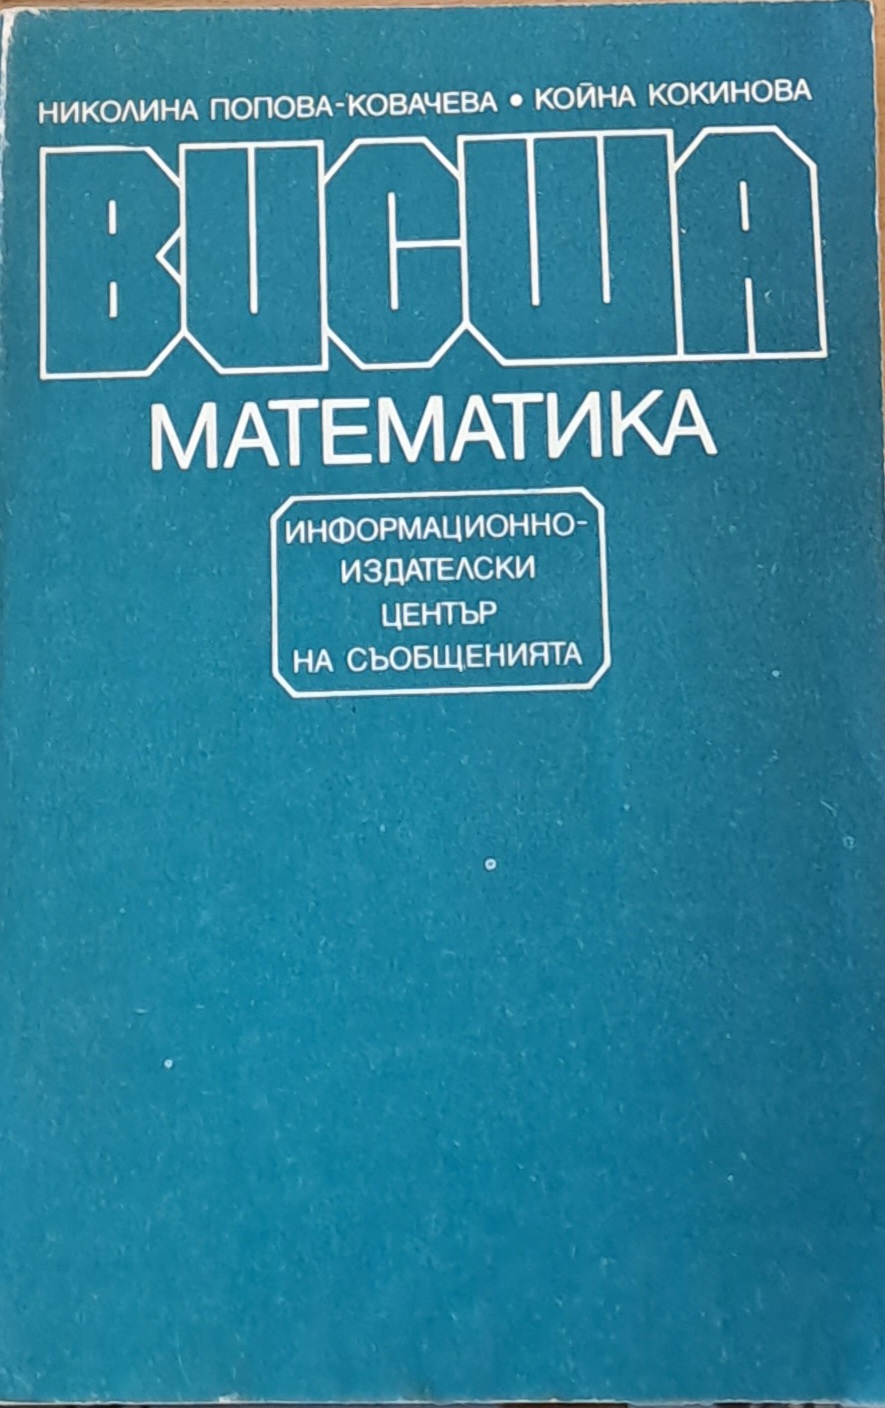 НИКОЛИНА ПОПОВА-КОВАЧЕВА • КОЙНА КОКИНОВА
ВИСША
МАТЕМАТИКА
ИНФОРМАЦИОННО-
ИЗДАТЕЛСКИ
ЦЕНТЪР
НА СЪОБЩЕНИЯТА